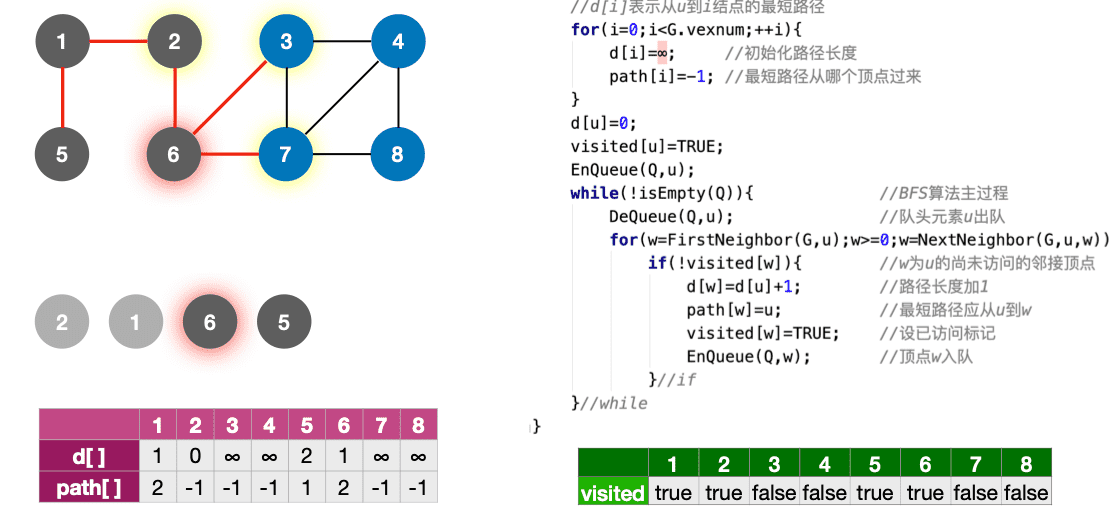 1 2 3 4
5 6 7 8
2 1 6 5
1 2 3 4 5 6 7 8
d[ ] 1 0 ∞ ∞ 2 1 ∞ ∞
path[ ] 2 -1 -1 -1 1 2 -1 -1
//d[i]表示从u到i结点的最短路径
for(i=0;i<G.vexnum;++i){
d[i]=∞; //初始化路径长度
path[i]=-1; //最短路径从哪个顶点过来
}
d[u]=0;
visited[u]=TRUE;
EnQueue(Q,u);
while(!isEmpty(Q)){ //BFS算法主过程
DeQueue(Q,u); //队头元素u出队
for(w=FirstNeighbor(G,u);w>=0;w=NextNeighbor(G,u,w))
if(!visited[w]){ //w为u的尚未访问的邻接顶点
d[w]=d[u]+1; //路径长度加1
path[w]=u; //最短路径应从u到w
visited[w]=TRUE; //设已访问标记
EnQueue(Q,w); //顶点w入队
}//if
}//while
}
1 2 3 4 5 6 7 8
visited true true false false true true false false